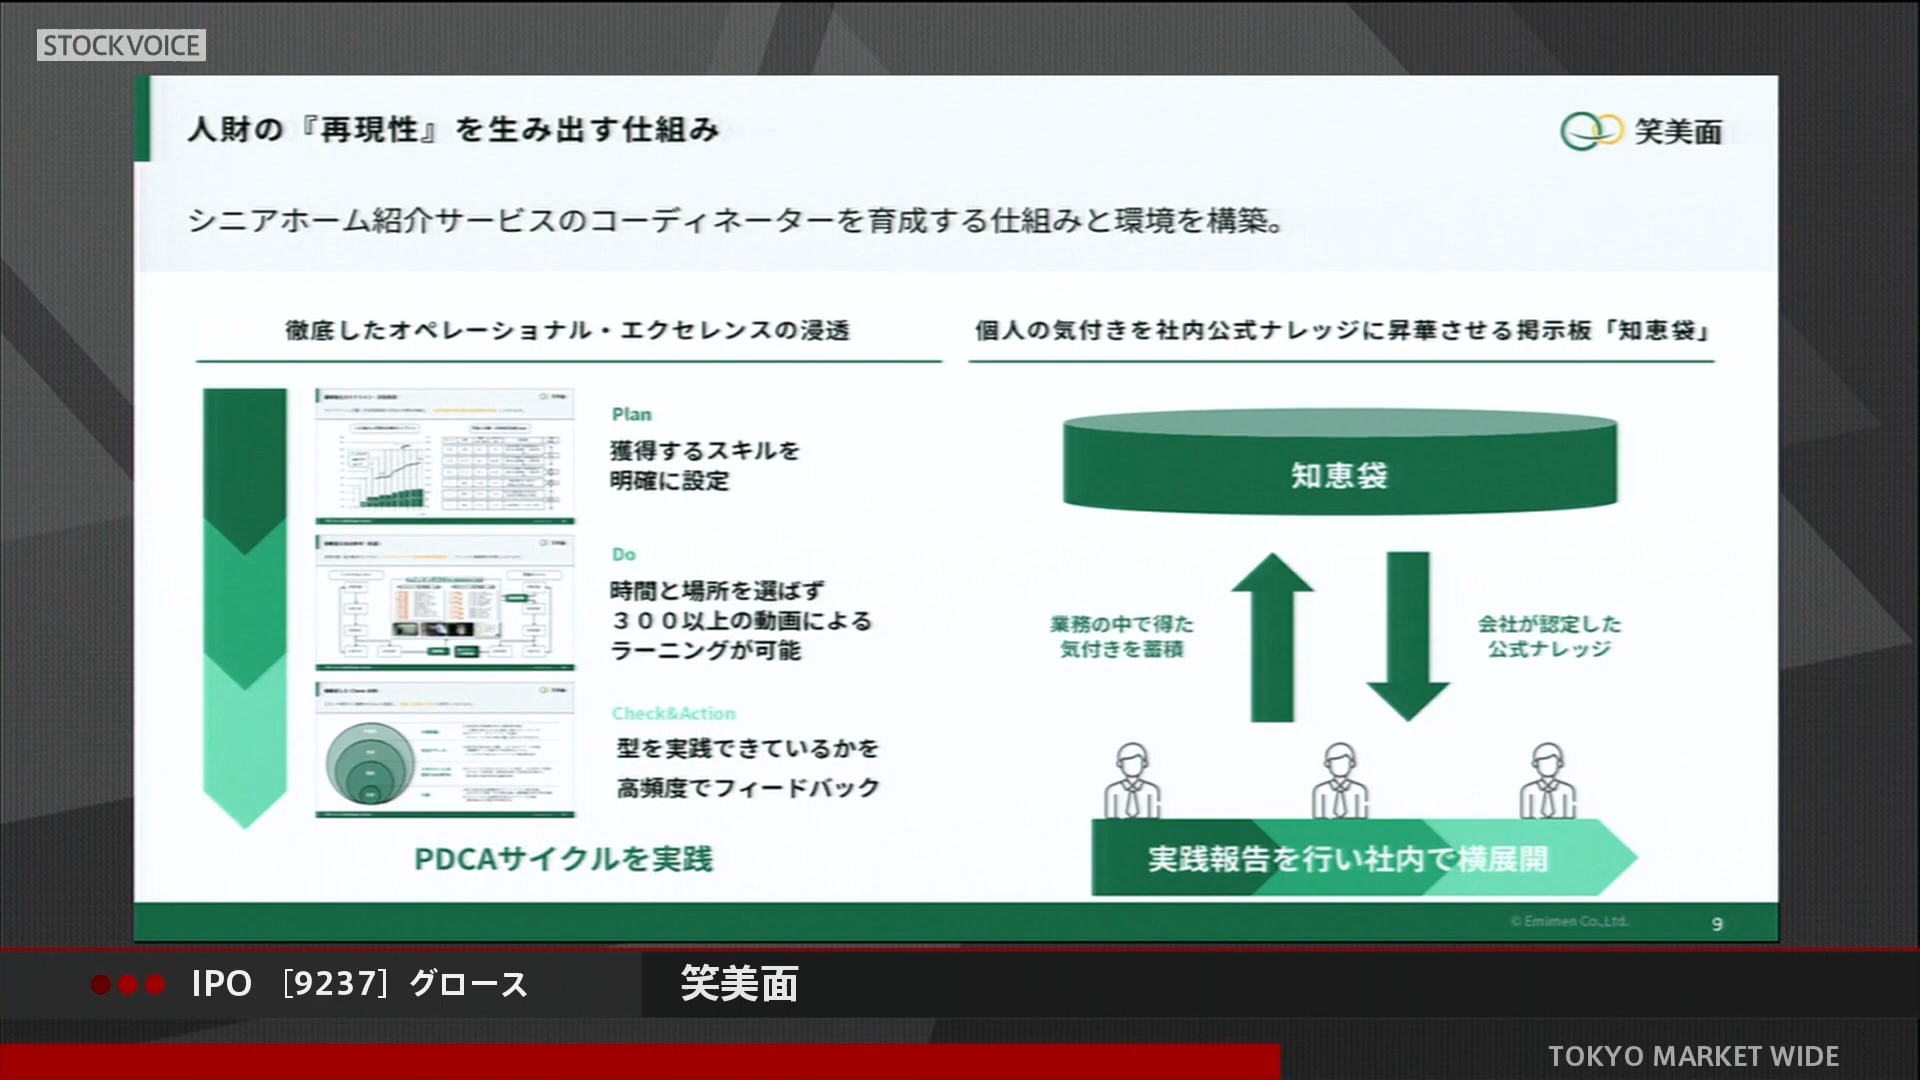 STOCKVOICE
人財の『再現性』を生み出す仕組み
笑美面
シニアホーム紹介サービスのコーディネーターを育成する仕組みと環境を構築。
徹底したオペレーショナル・エクセレンスの浸透
Plan
獲得するスキルを
明確に設定
Do
時間と場所を選ばず
３００以上の動画による
ラーニングが可能
Check&Action
型を実践できているかを
高頻度でフィードバック
PDCAサイクルを実践
個人の気付きを社内公式ナレッジに昇華させる掲示板「知恵袋」
知恵袋
業務の中で得た
気付きを蓄積
会社が認定した
公式ナレッジ
実践報告を行い社内で横展開
© Emimen Co.,Ltd.
9
IPO ［9237］グロース
笑美面
TOKYO MARKET WIDE